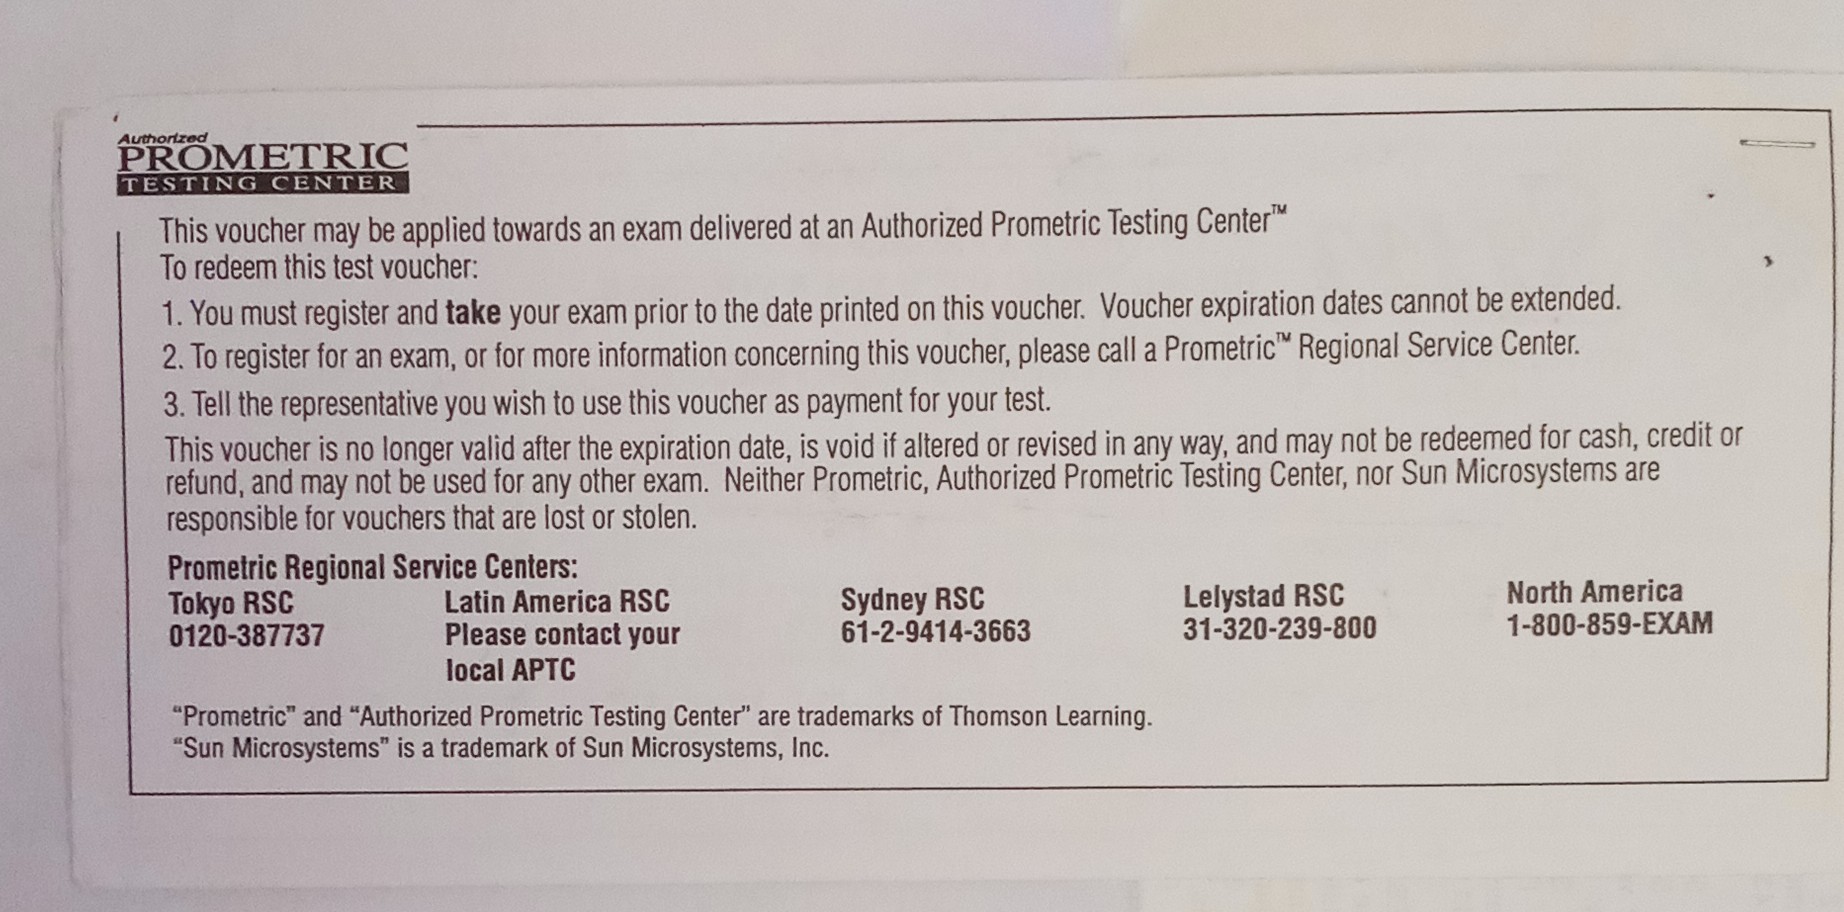 Authorized
PROMETRIC
TESTING CENTER
This voucher may be applied towards an exam delivered at an Authorized Prometric Testing Center™
To redeem this test voucher:
1. You must register and take your exam prior to the date printed on this voucher. Voucher expiration dates cannot be extended.
2. To register for an exam, or for more information concerning this voucher, please call a Prometric™ Regional Service Center.
3. Tell the representative you wish to use this voucher as payment for your test.
This voucher is no longer valid after the expiration date, is void if altered or revised in any way, and may not be redeemed for cash, credit or
refund, and may not be used for any other exam. Neither Prometric, Authorized Prometric Testing Center, nor Sun Microsystems are
responsible for vouchers that are lost or stolen.
Prometric Regional Service Centers:
Tokyo RSC Latin America RSC Sydney RSC Lelystad RSC North America
0120-387737 Please contact your 61-2-9414-3663 31-320-239-800 1-800-859-EXAM
local APTC
“Prometric” and “Authorized Prometric Testing Center” are trademarks of Thomson Learning.
“Sun Microsystems” is a trademark of Sun Microsystems, Inc.